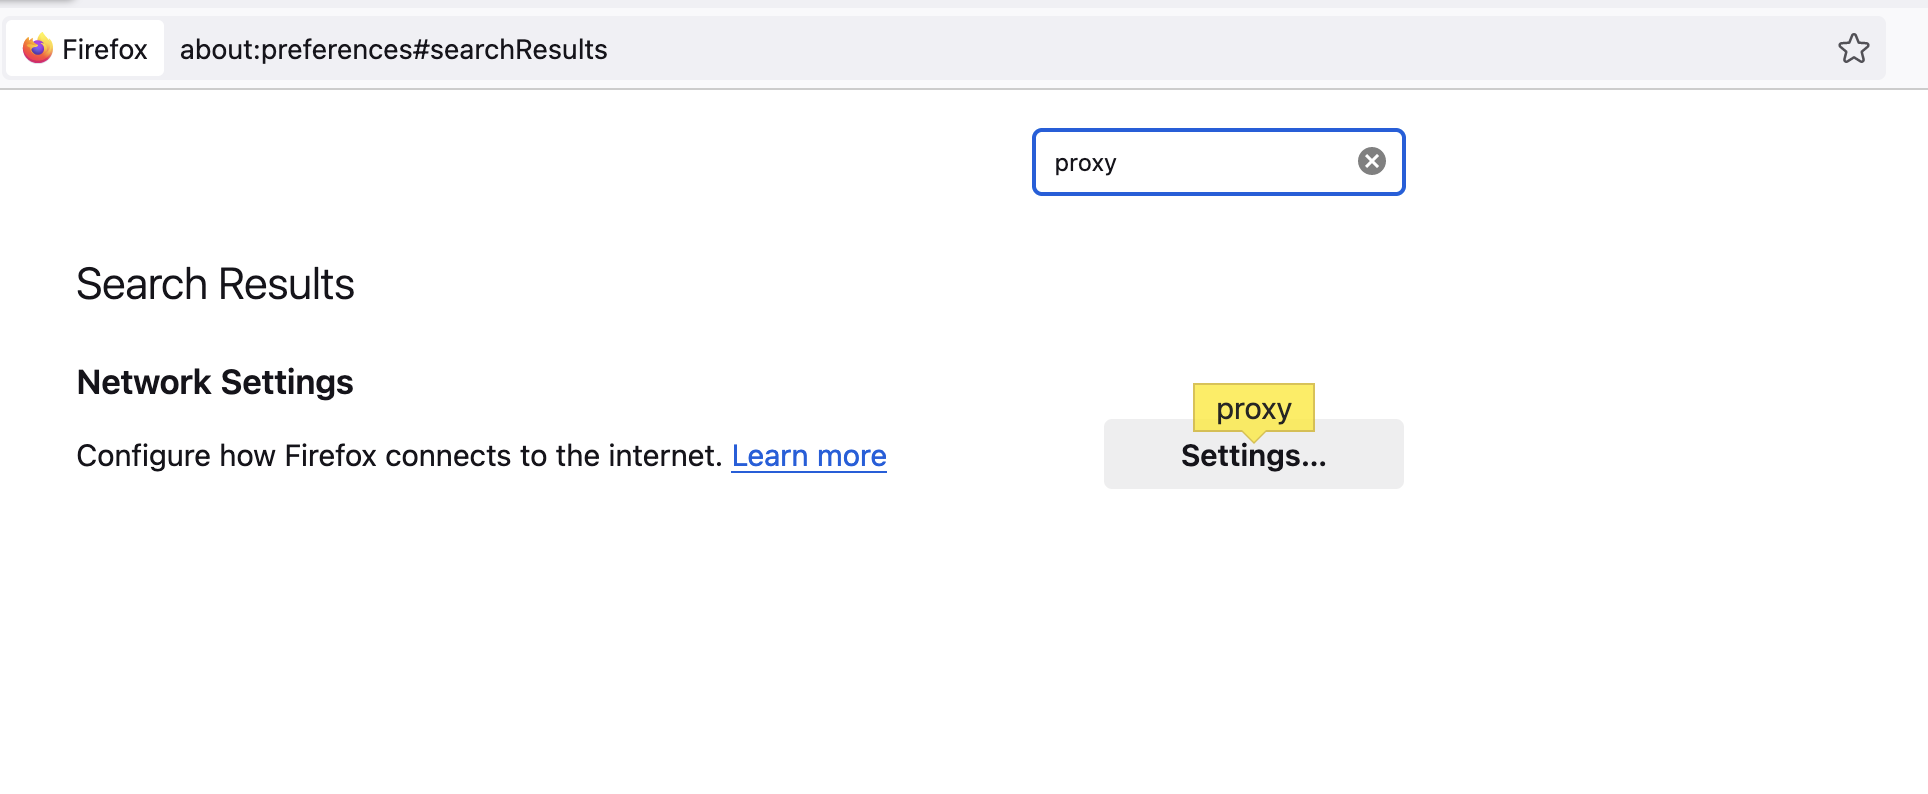 Firefox about:preferences#searchResults
proxy
Search Results
Network Settings
proxy
Configure how Firefox connects to the internet. Learn more
Settings...